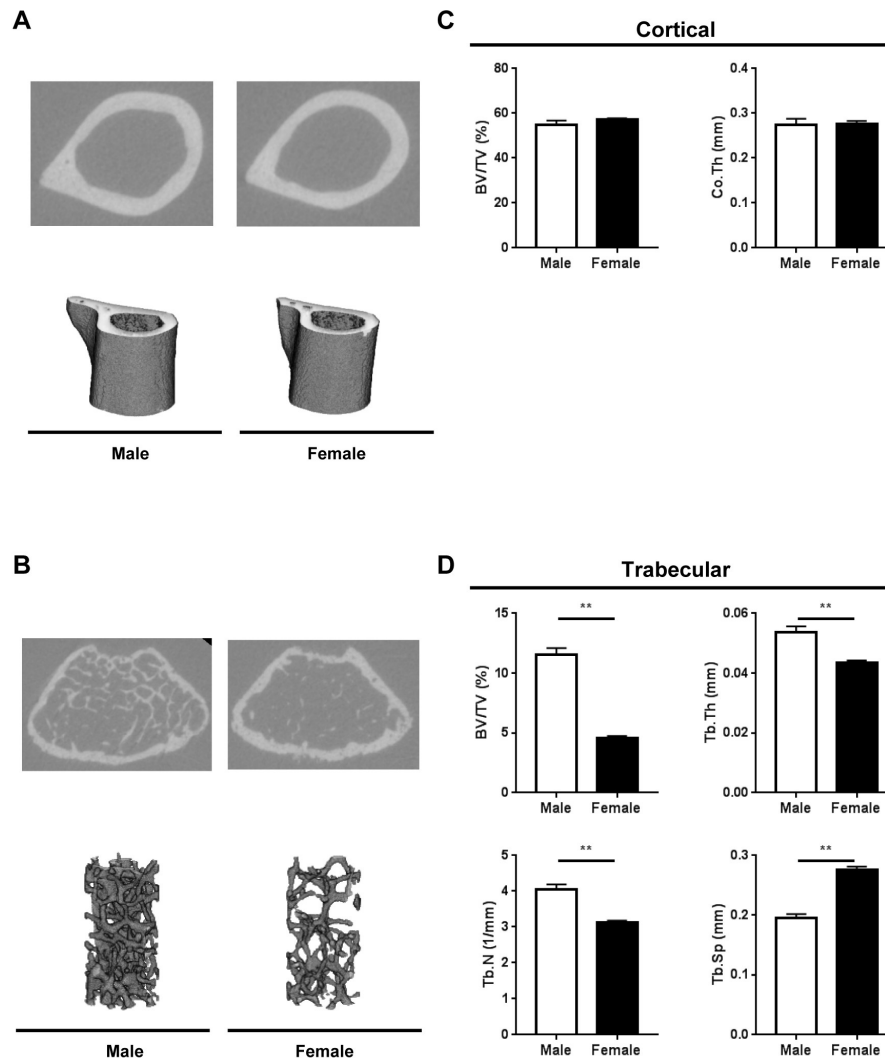 A
Male Female
C
Cortical
BV/TV (%)
80
60
40
20
0
Male Female
Co.Th (mm)
0.4
0.3
0.2
0.1
0.0
Male Female
B
Male Female
D
Trabecular
BV/TV (%)
15
10
5
0
**
Male Female
Tb.Th (mm)
0.06
0.04
0.02
0.00
**
Male Female
Tb.N (1/mm)
5
4
3
2
1
0
**
Male Female
Tb.Sp (mm)
0.3
0.2
0.1
0.0
**
Male Female